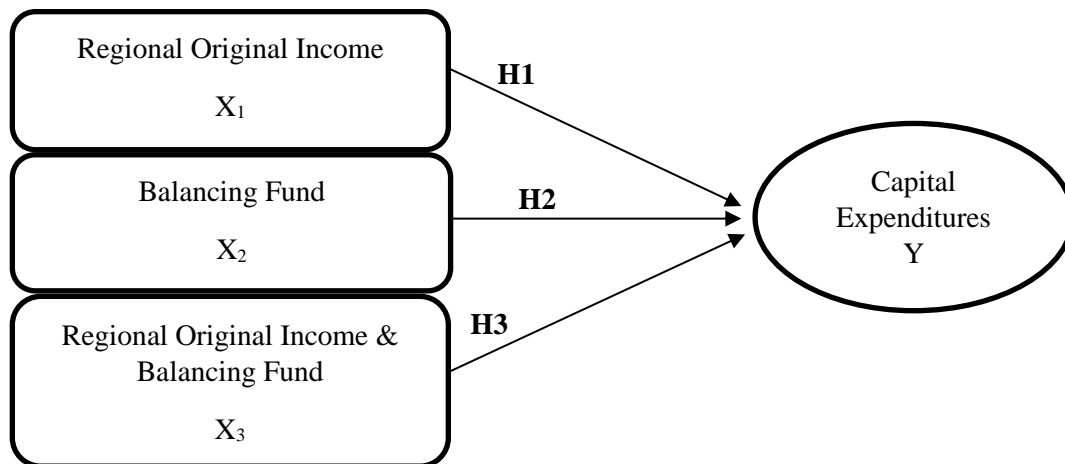 Regional Original Income
X₁
H1
Balancing Fund
X₂
H2
Capital
Expenditures
Y
Regional Original Income &
Balancing Fund
X₃
H3